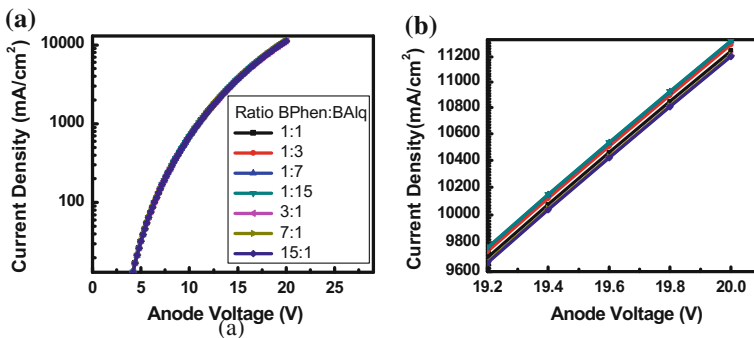 (a)
Current Density (mA/cm²)
10000
1000
100
Ratio BPhen:BAlq
1:1
1:3
1:7
1:15
3:1
7:1
15:1
0 5 10 15 20 25
Anode Voltage (V)
(a)
(b)
Current Density(mA/cm²)
11200
11000
10800
10600
10400
10200
10000
9800
9600
19.2 19.4 19.6 19.8 20.0
Anode Voltage (V)